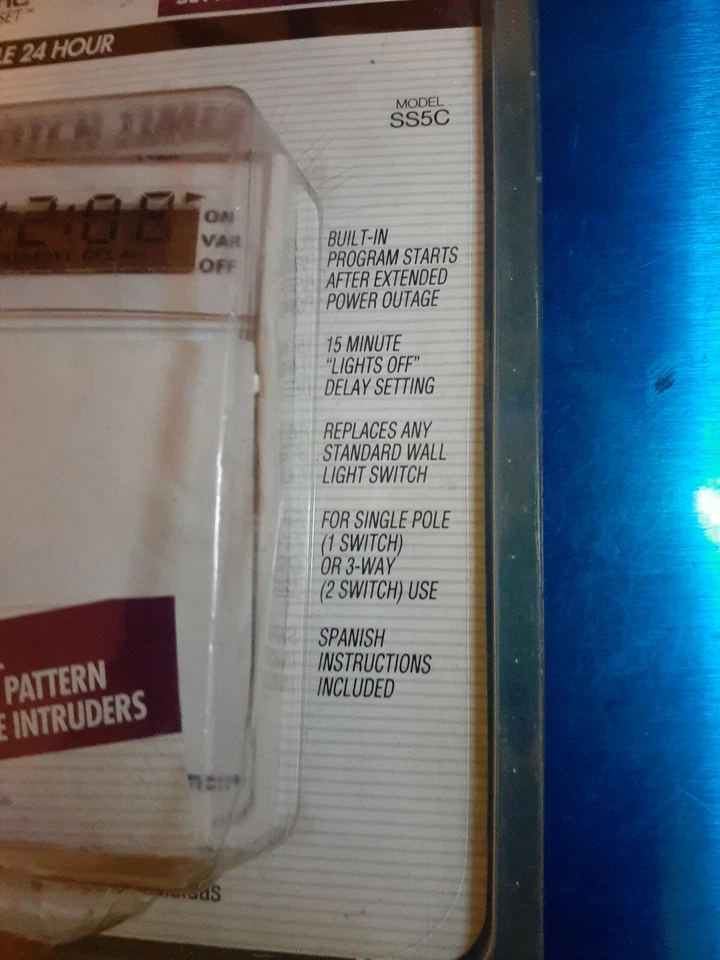 SET™
LE 24 HOUR
MODEL
SS5C
ON
VAR
OFF
BUILT-IN
PROGRAM STARTS
AFTER EXTENDED
POWER OUTAGE
15 MINUTE
"LIGHTS OFF"
DELAY SETTING
REPLACES ANY
STANDARD WALL
LIGHT SWITCH
FOR SINGLE POLE
(1 SWITCH)
OR 3-WAY
(2 SWITCH) USE
SPANISH
INSTRUCTIONS
INCLUDED
PATTERN
E INTRUDERS